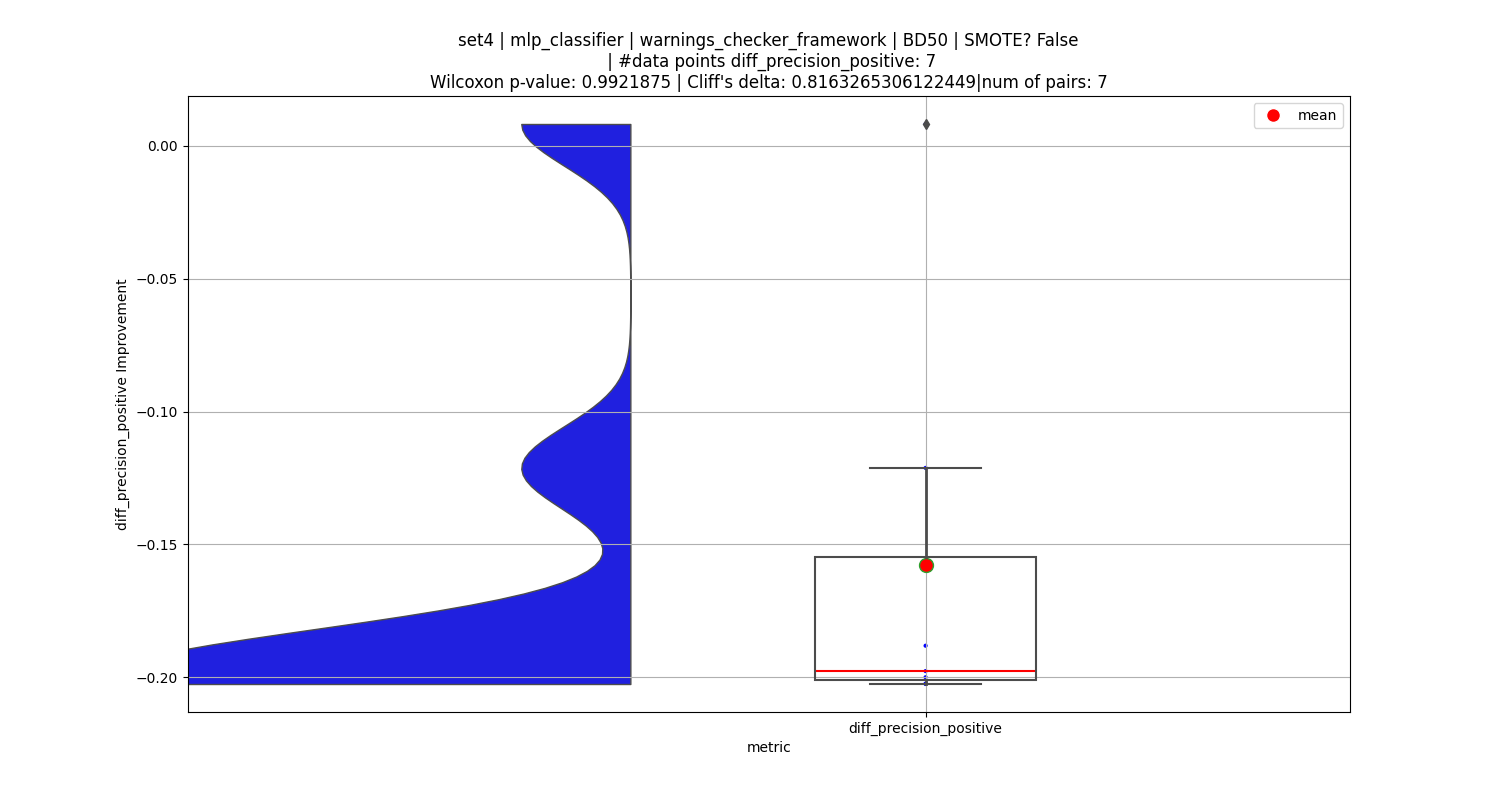 set4 | mlp_classifier | warnings_checker_framework | BD50 | SMOTE? False
| #data points diff_precision_positive: 7
Wilcoxon p-value: 0.9921875 | Cliff's delta: 0.8163265306122449|num of pairs: 7
mean
0.00
−0.05
−0.10
−0.15
−0.20
diff_precision_positive Improvement
diff_precision_positive
metric